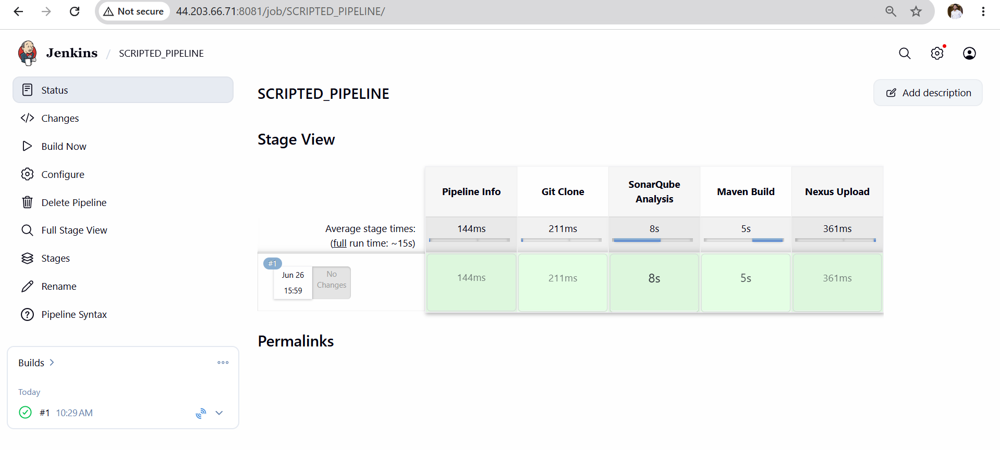 Not secure 44.203.66.71:8081/job/SCRIPTED_PIPELINE/
Jenkins / SCRIPTED_PIPELINE
Status
Changes
Build Now
Configure
Delete Pipeline
Full Stage View
Stages
Rename
Pipeline Syntax
Builds
Today
#1 10:29 AM
SCRIPTED_PIPELINE
Add description
Stage View
Pipeline Info
Git Clone
SonarQube
Analysis
Maven Build
Nexus Upload
Average stage times:
(full run time: ~15s)
144ms
211ms
8s
5s
361ms
#1
Jun 26
15:59
No
Changes
144ms
211ms
8s
5s
361ms
Permalinks